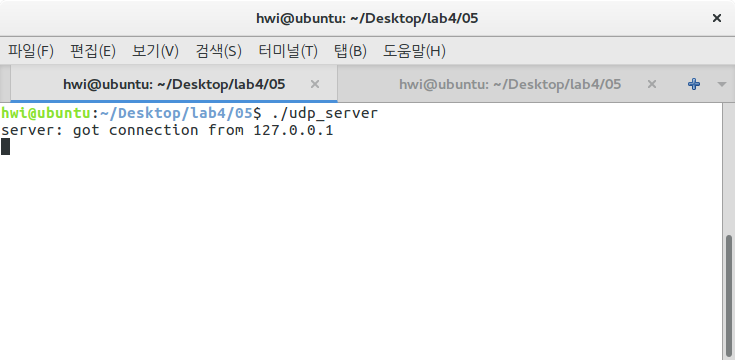 hwi@ubuntu: ~/Desktop/lab4/05
파일(F) 편집(E) 보기(V) 검색(S) 터미널(T) 탭(B) 도움말(H)
hwi@ubuntu: ~/Desktop/lab4/05 hwi@ubuntu: ~/Desktop/lab4/05
hwi@ubuntu:~/Desktop/lab4/05$ ./udp_server
server: got connection from 127.0.0.1